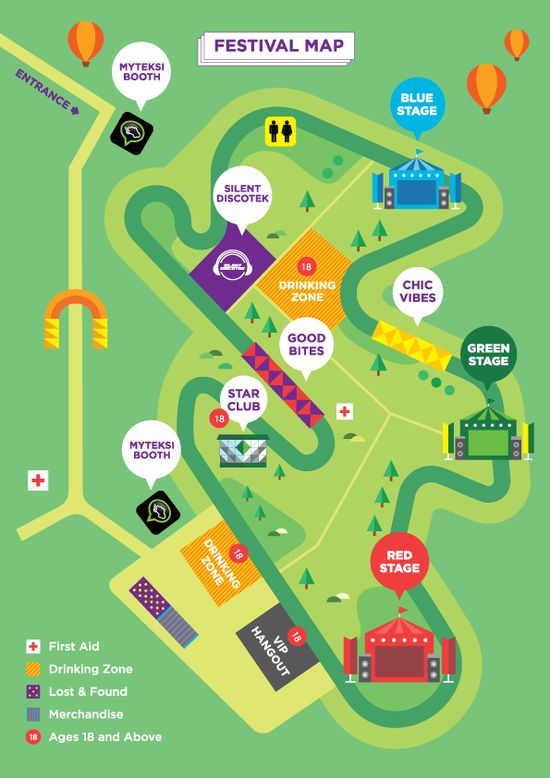 FESTIVAL MAP
MYTEKSI
BOOTH
ENTRANCE
BLUE
STAGE
SILENT
DISCOTEK
SILENT
DISCOTEK
18
DRINKING
ZONE
CHIC
VIBES
GOOD
BITES
GREEN
STAGE
STAR
CLUB
18
MYTEKSI
BOOTH
DRINKING
ZONE
18
RED
STAGE
VIP
HANGOUT
18
First Aid
Drinking Zone
Lost & Found
Merchandise
18 Ages 18 and Above